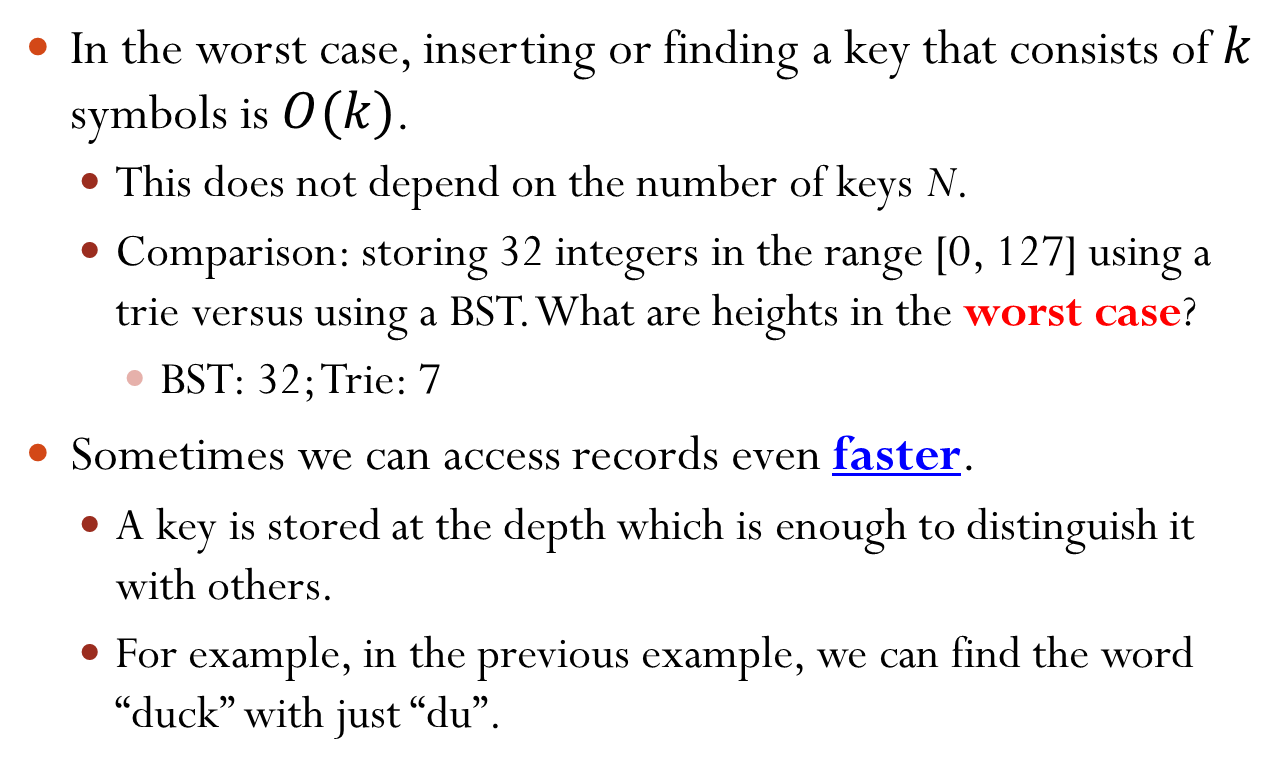 • In the worst case, inserting or finding a key that consists of k
symbols is O(k).
• This does not depend on the number of keys N.
• Comparison: storing 32 integers in the range [0, 127] using a
trie versus using a BST. What are heights in the worst case?
• BST: 32; Trie: 7
• Sometimes we can access records even faster.
• A key is stored at the depth which is enough to distinguish it
with others.
• For example, in the previous example, we can find the word
“duck” with just “du”.